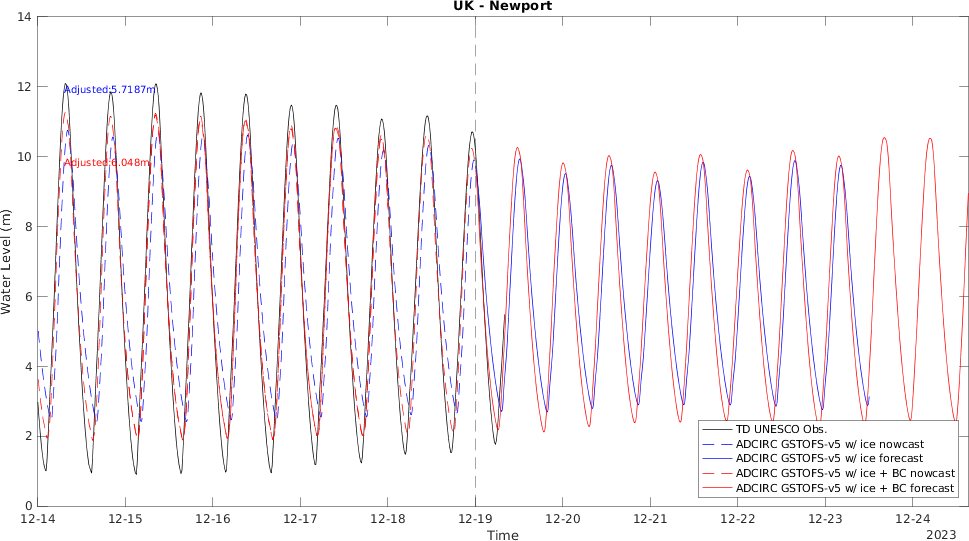 UK - Newport
14
12
10
8
6
4
2
0
Water Level (m)
Adjusted:5.7187m
Adjusted:6.048m
TD UNESCO Obs.
ADCIRC GSTOFS-v5 w/ ice nowcast
ADCIRC GSTOFS-v5 w/ ice forecast
ADCIRC GSTOFS-v5 w/ ice + BC nowcast
ADCIRC GSTOFS-v5 w/ ice + BC forecast
12-14 12-15 12-16 12-17 12-18 12-19 12-20 12-21 12-22 12-23 12-24
Time
2023